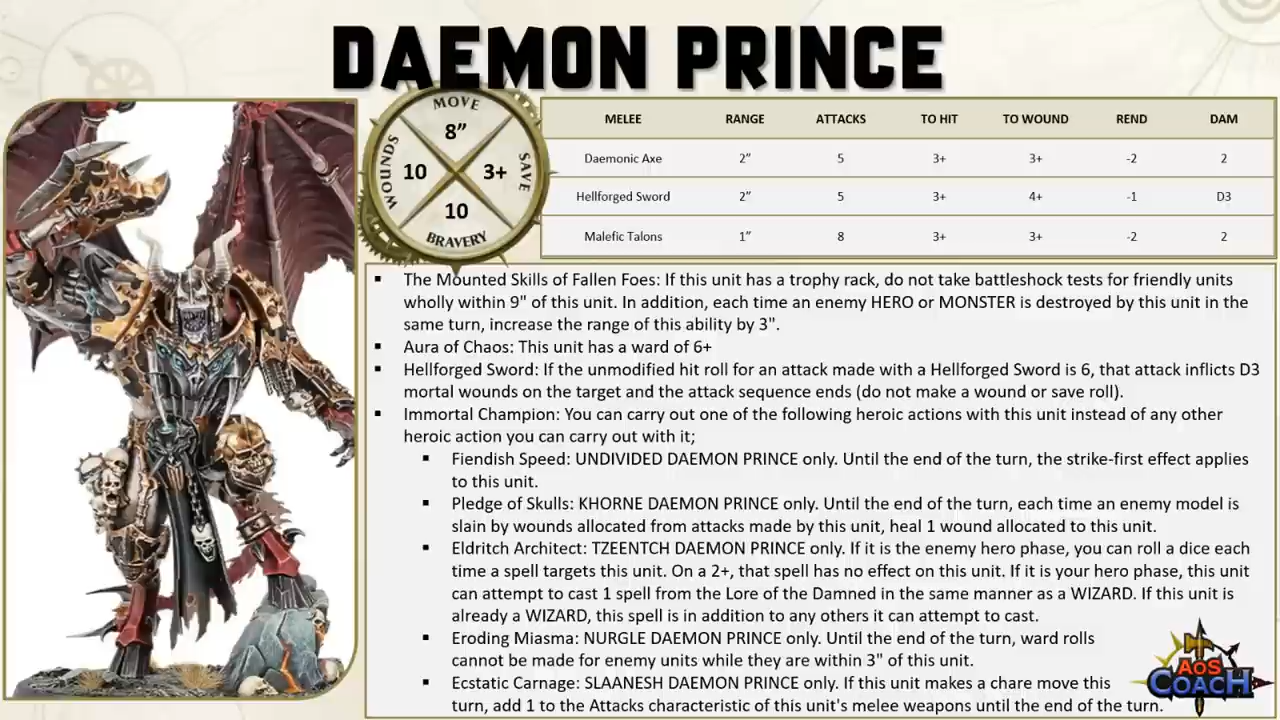 DAEMON PRINCE
MOVE
8”
WOUNDS
10
3+
SAVE
10
BRAVERY
MELEE RANGE ATTACKS TO HIT TO WOUND REND DAM
Daemonic Axe 2” 5 3+ 3+ -2 2
Hellforged Sword 2” 5 3+ 4+ -1 D3
Malefic Talons 1” 8 3+ 3+ -2 2
▪ The Mounted Skills of Fallen Foes: If this unit has a trophy rack, do not take battleshock tests for friendly units
wholly within 9" of this unit. In addition, each time an enemy HERO or MONSTER is destroyed by this unit in the
same turn, increase the range of this ability by 3".
▪ Aura of Chaos: This unit has a ward of 6+
▪ Hellforged Sword: If the unmodified hit roll for an attack made with a Hellforged Sword is 6, that attack inflicts D3
mortal wounds on the target and the attack sequence ends (do not make a wound or save roll).
▪ Immortal Champion: You can carry out one of the following heroic actions with this unit instead of any other
heroic action you can carry out with it;
▪ Fiendish Speed: UNDIVIDED DAEMON PRINCE only. Until the end of the turn, the strike-first effect applies
to this unit.
▪ Pledge of Skulls: KHORNE DAEMON PRINCE only. Until the end of the turn, each time an enemy model is
slain by wounds allocated from attacks made by this unit, heal 1 wound allocated to this unit.
▪ Eldritch Architect: TZEENTCH DAEMON PRINCE only. If it is the enemy hero phase, you can roll a dice each
time a spell targets this unit. On a 2+, that spell has no effect on this unit. If it is your hero phase, this unit
can attempt to cast 1 spell from the Lore of the Damned in the same manner as a WIZARD. If this unit is
already a WIZARD, this spell is in addition to any others it can attempt to cast.
▪ Eroding Miasma: NURGLE DAEMON PRINCE only. Until the end of the turn, ward rolls
cannot be made for enemy units while they are within 3" of this unit.
▪ Ecstatic Carnage: SLAANESH DAEMON PRINCE only. If this unit makes a chare move this
turn, add 1 to the Attacks characteristic of this unit's melee weapons until the end of the turn.
AoS
COACH